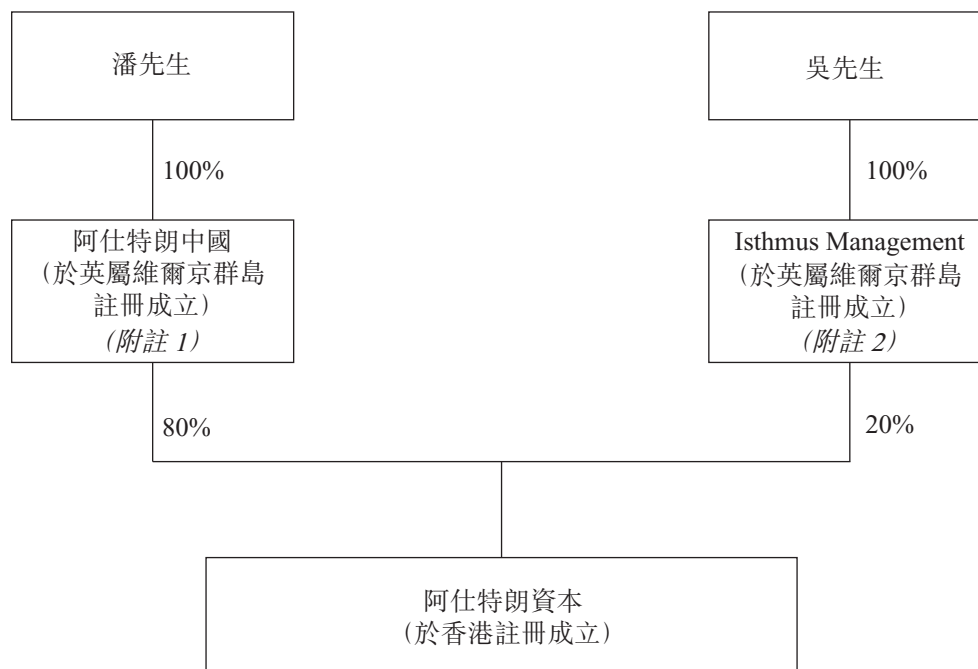 潘先生
吳先生
100%
100%
阿仕特朗中國
（於英屬維爾京群島
註冊成立）
（附註 1）
Isthmus Management
（於英屬維爾京群島
註冊成立）
（附註 2）
80%
20%
阿仕特朗資本
（於香港註冊成立）